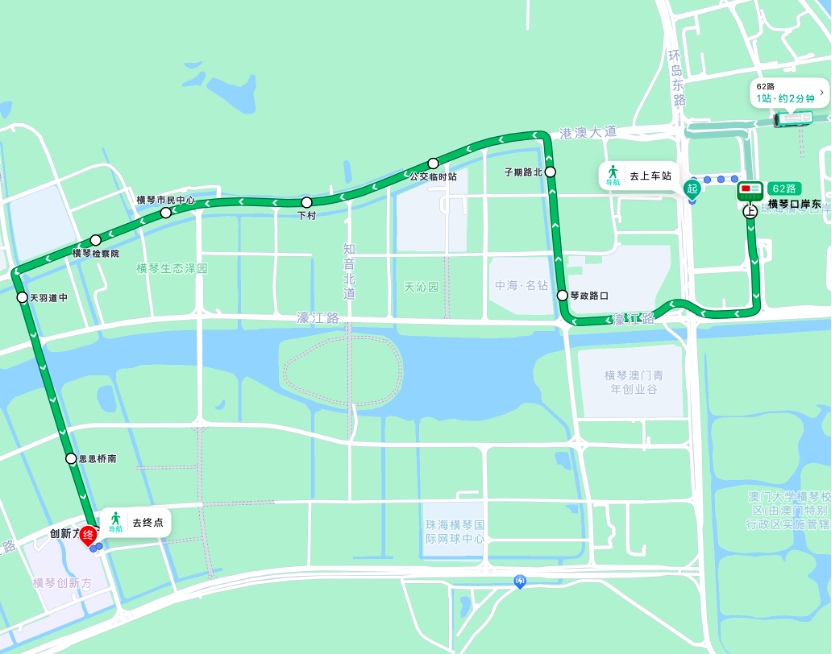 环岛东路
62路
1站·约2分钟
港澳大道
公交临时站
子期路北
导航
去上车站
起
62路
上
横琴口岸东
横琴市民中心
下村
横琴检察院
知音北道
横琴生态泽园
天羽道中
天沁园
中海·名钻
琴政路口
濠江路
濠江路
横琴澳门青
年创业谷
思思桥南
导航
去终点
创新方
终
珠海横琴国
际网球中心
澳门大学横琴校
区(由澳门特别
行政区实施管辖
横琴创新方